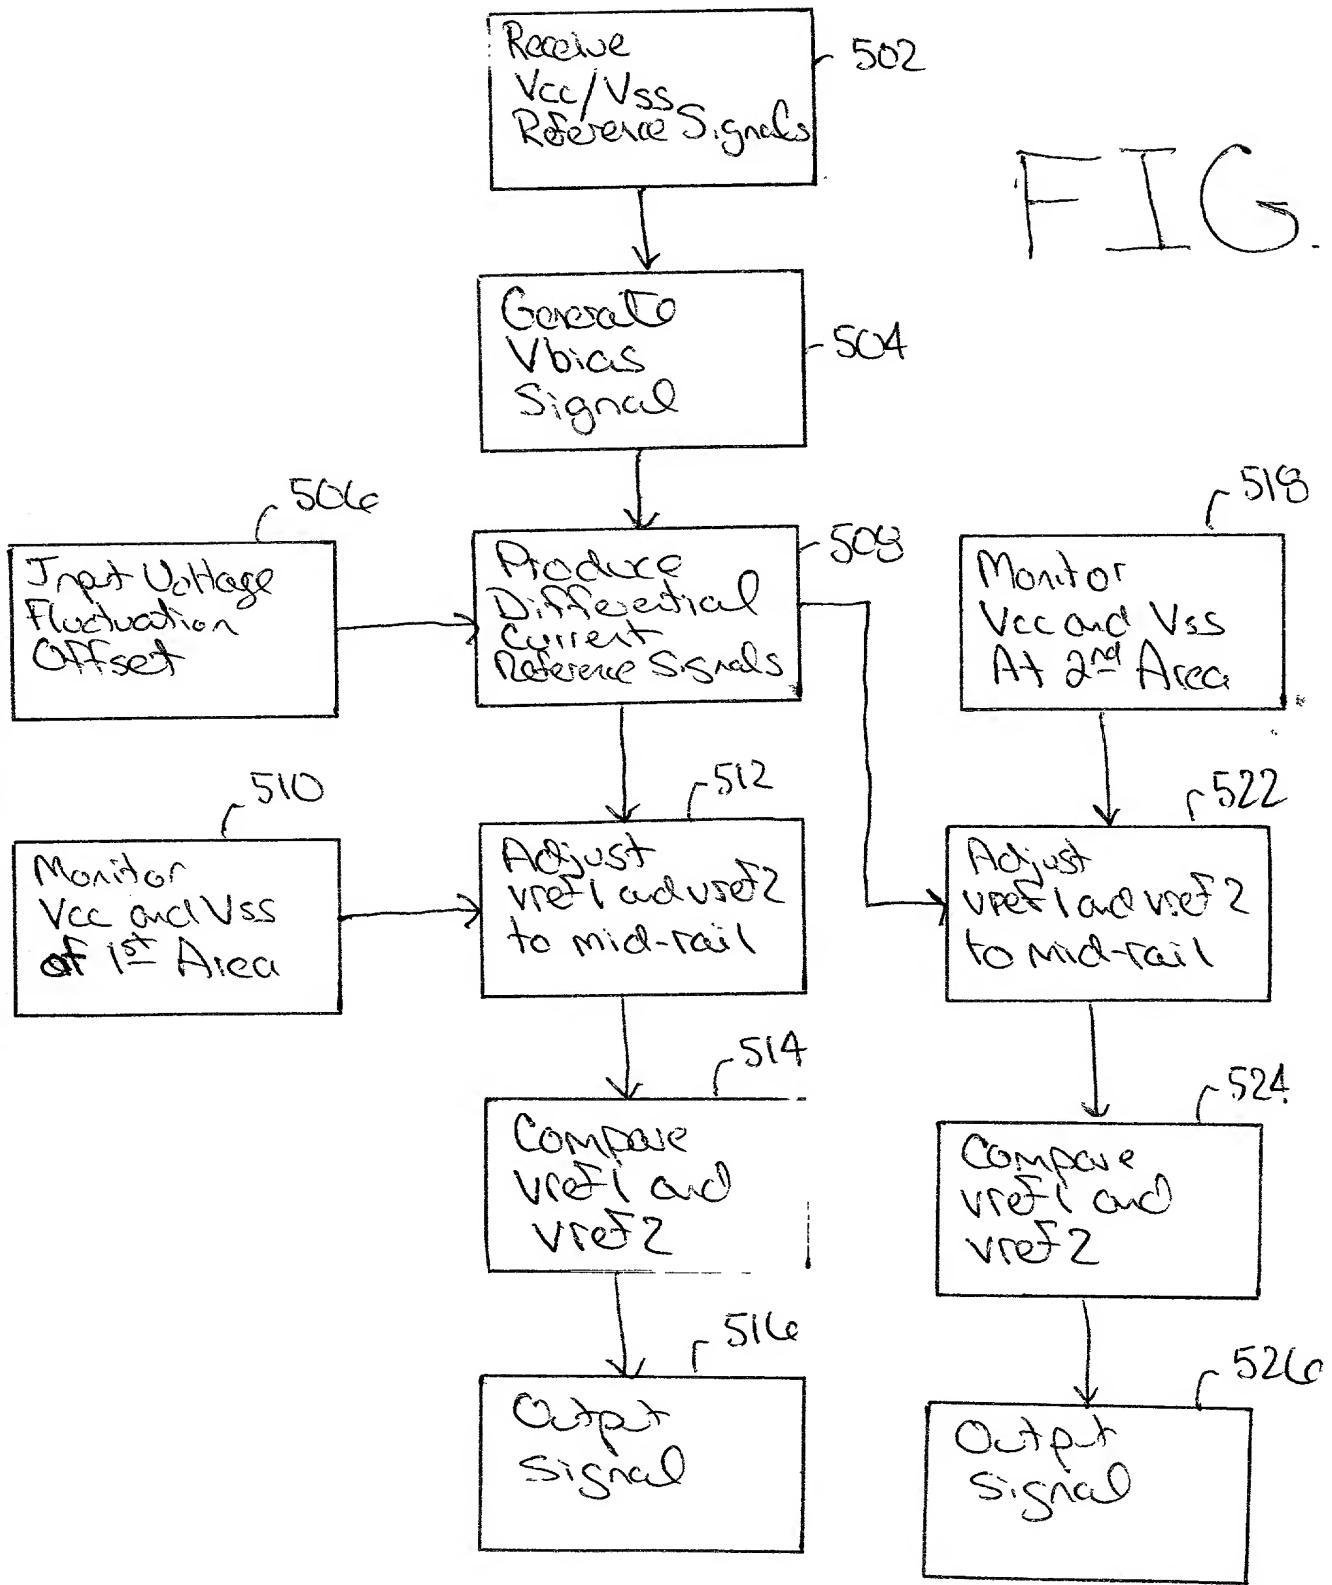 Receive
Vcc/Vss
Reference Signals
502
FIG.
Generate
Vbias
Signal
504
506
Input Voltage
Fluctuation
Offset
508
Produce
Differential
Current
Reference Signals
518
Monitor
Vcc and Vss
At 2nd Area
510
Monitor
Vcc and Vss
at 1st Area
512
Adjust
vref1 and vref2
to mid-rail
522
Adjust
vref1 and vref2
to mid-rail
514
Compare
vref1 and
vref2
524
Compare
vref1 and
vref2
516
Output
Signal
526
Output
Signal